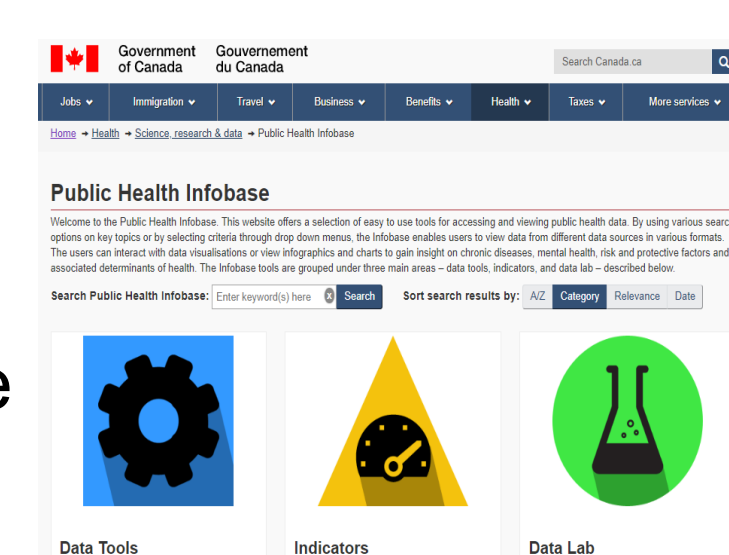 Government Gouvernement
of Canada du Canada
Search Canada.ca
Jobs Immigration Travel Business Benefits Health Taxes More services
Home → Health → Science, research & data → Public Health Infobase
Public Health Infobase
Welcome to the Public Health Infobase. This website offers a selection of easy to use tools for accessing and viewing public health data. By using various searc
options on key topics or by selecting criteria through drop down menus, the Infobase enables users to view data from different data sources in various formats.
The users can interact with data visualisations or view infographics and charts to gain insight on chronic diseases, mental health, risk and protective factors and
associated determinants of health. The Infobase tools are grouped under three main areas – data tools, indicators, and data lab – described below.
Search Public Health Infobase: Enter keyword(s) here Search Sort search results by: A/Z Category Relevance Date
e
Data Tools Indicators Data Lab